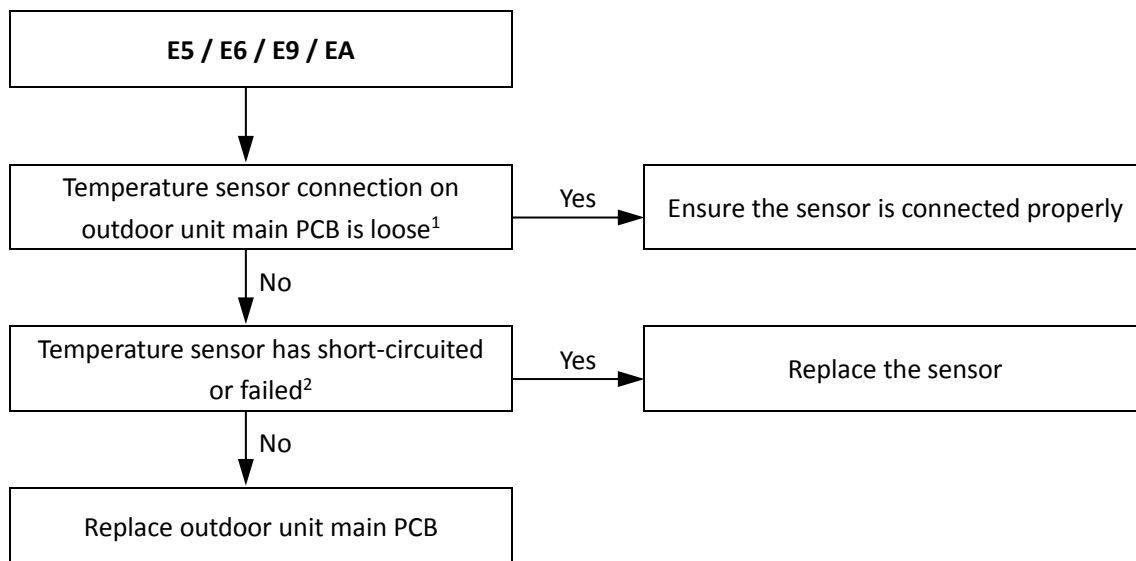 E5 / E6 / E9 / EA
Temperature sensor connection on
outdoor unit main PCB is loose¹
Yes
Ensure the sensor is connected properly
No
Temperature sensor has short-circuited
or failed²
Yes
Replace the sensor
No
Replace outdoor unit main PCB